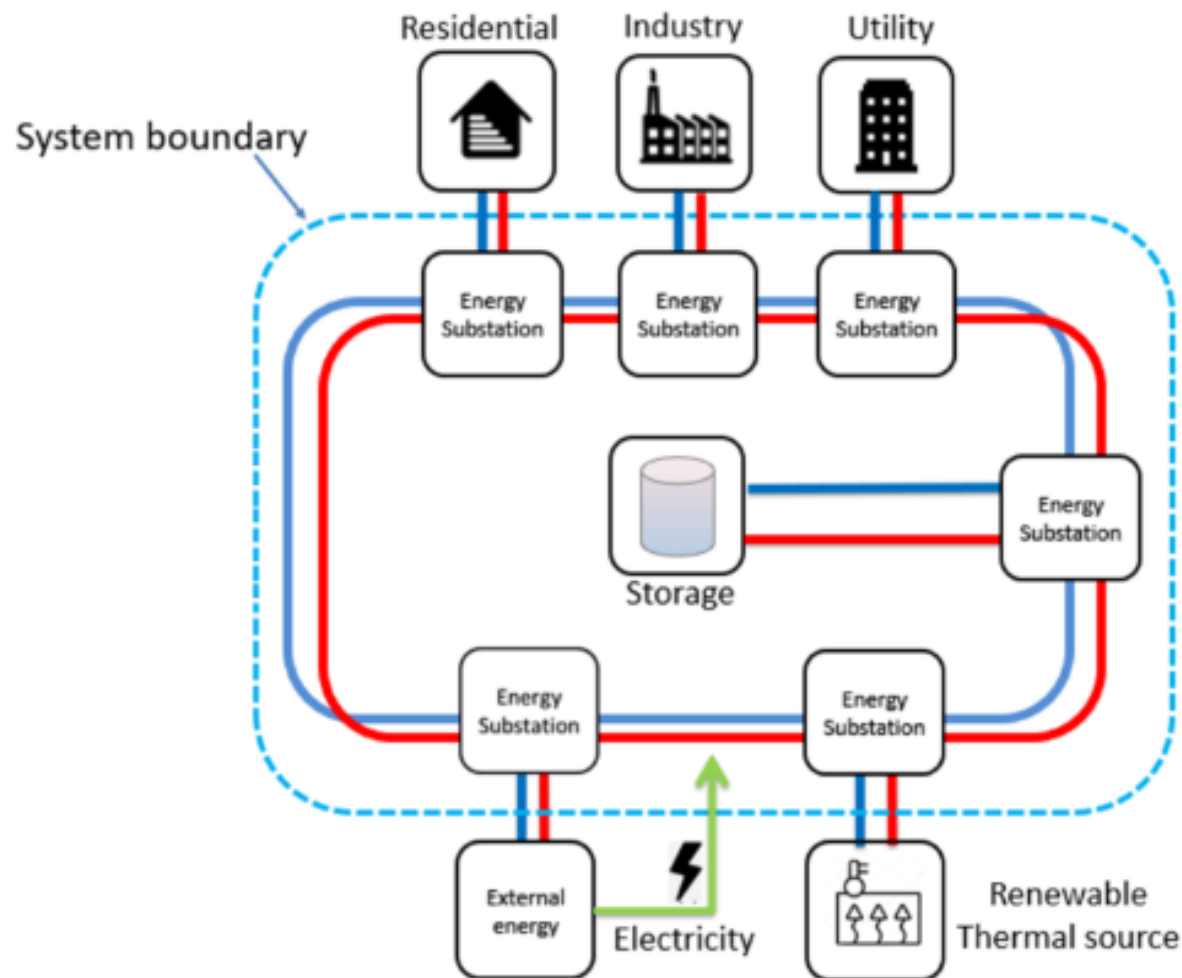 Residential
Industry
Utility
System boundary
Energy
Substation
Energy
Substation
Energy
Substation
Energy
Substation
Storage
Energy
Substation
Energy
Substation
External
energy
Electricity
Renewable
Thermal source